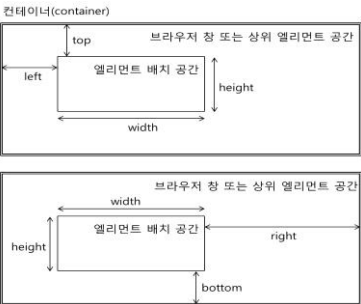 컨테이너(container)
브라우저 창 또는 상위 엘리먼트 공간
top
엘리먼트 배치 공간
left
height
width
브라우저 창 또는 상위 엘리먼트 공간
width
엘리먼트 배치 공간
right
height
bottom